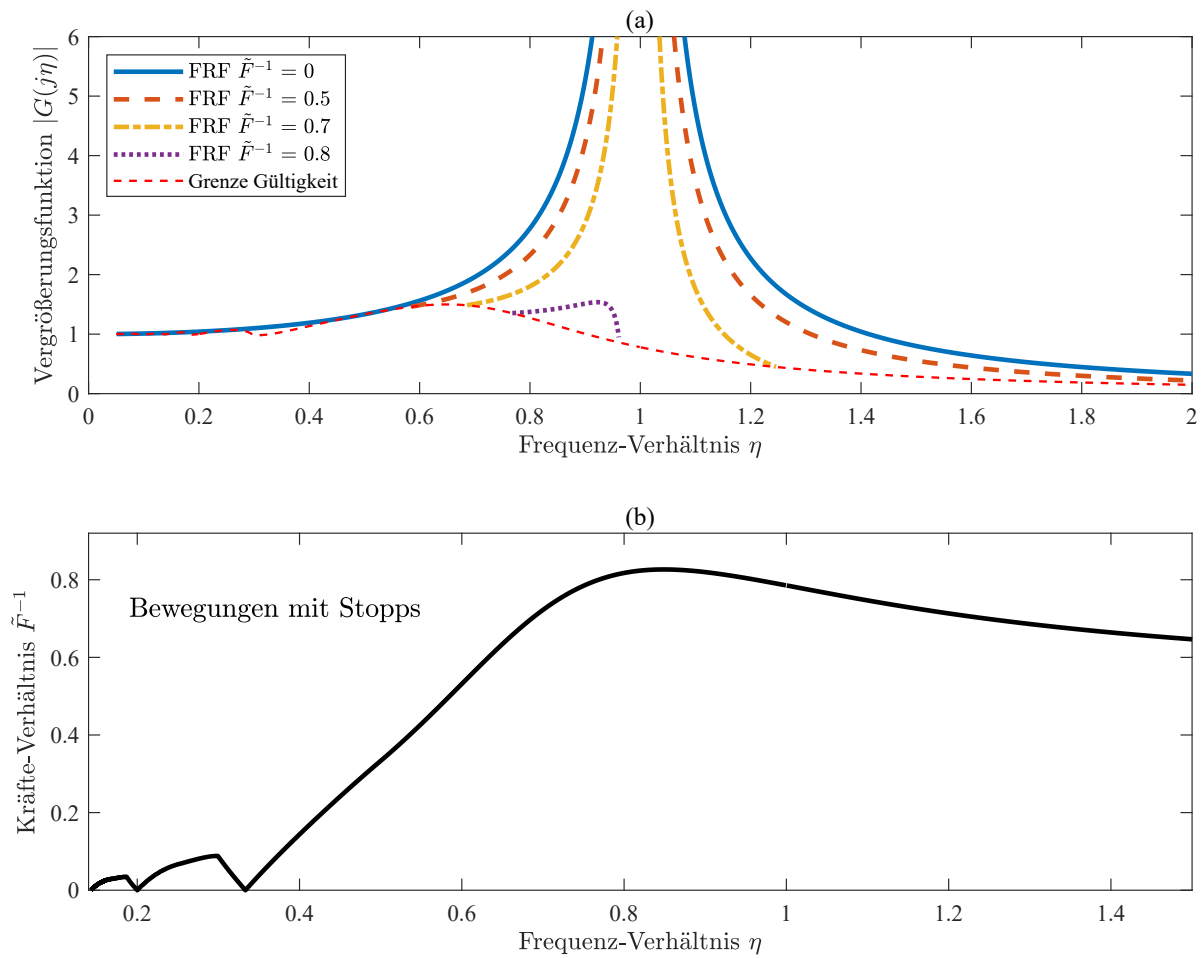 (a)
Vergrößerungsfunktion |G(jη)|
6
5
4
3
2
1
0
FRF F̃⁻¹ = 0
FRF F̃⁻¹ = 0.5
FRF F̃⁻¹ = 0.7
FRF F̃⁻¹ = 0.8
Grenze Gültigkeit
0 0.2 0.4 0.6 0.8 1 1.2 1.4 1.6 1.8 2
Frequenz-Verhältnis η
(b)
Kräfte-Verhältnis F̃⁻¹
0.8
0.6
0.4
0.2
0
Bewegungen mit Stopps
0.2 0.4 0.6 0.8 1 1.2 1.4
Frequenz-Verhältnis η